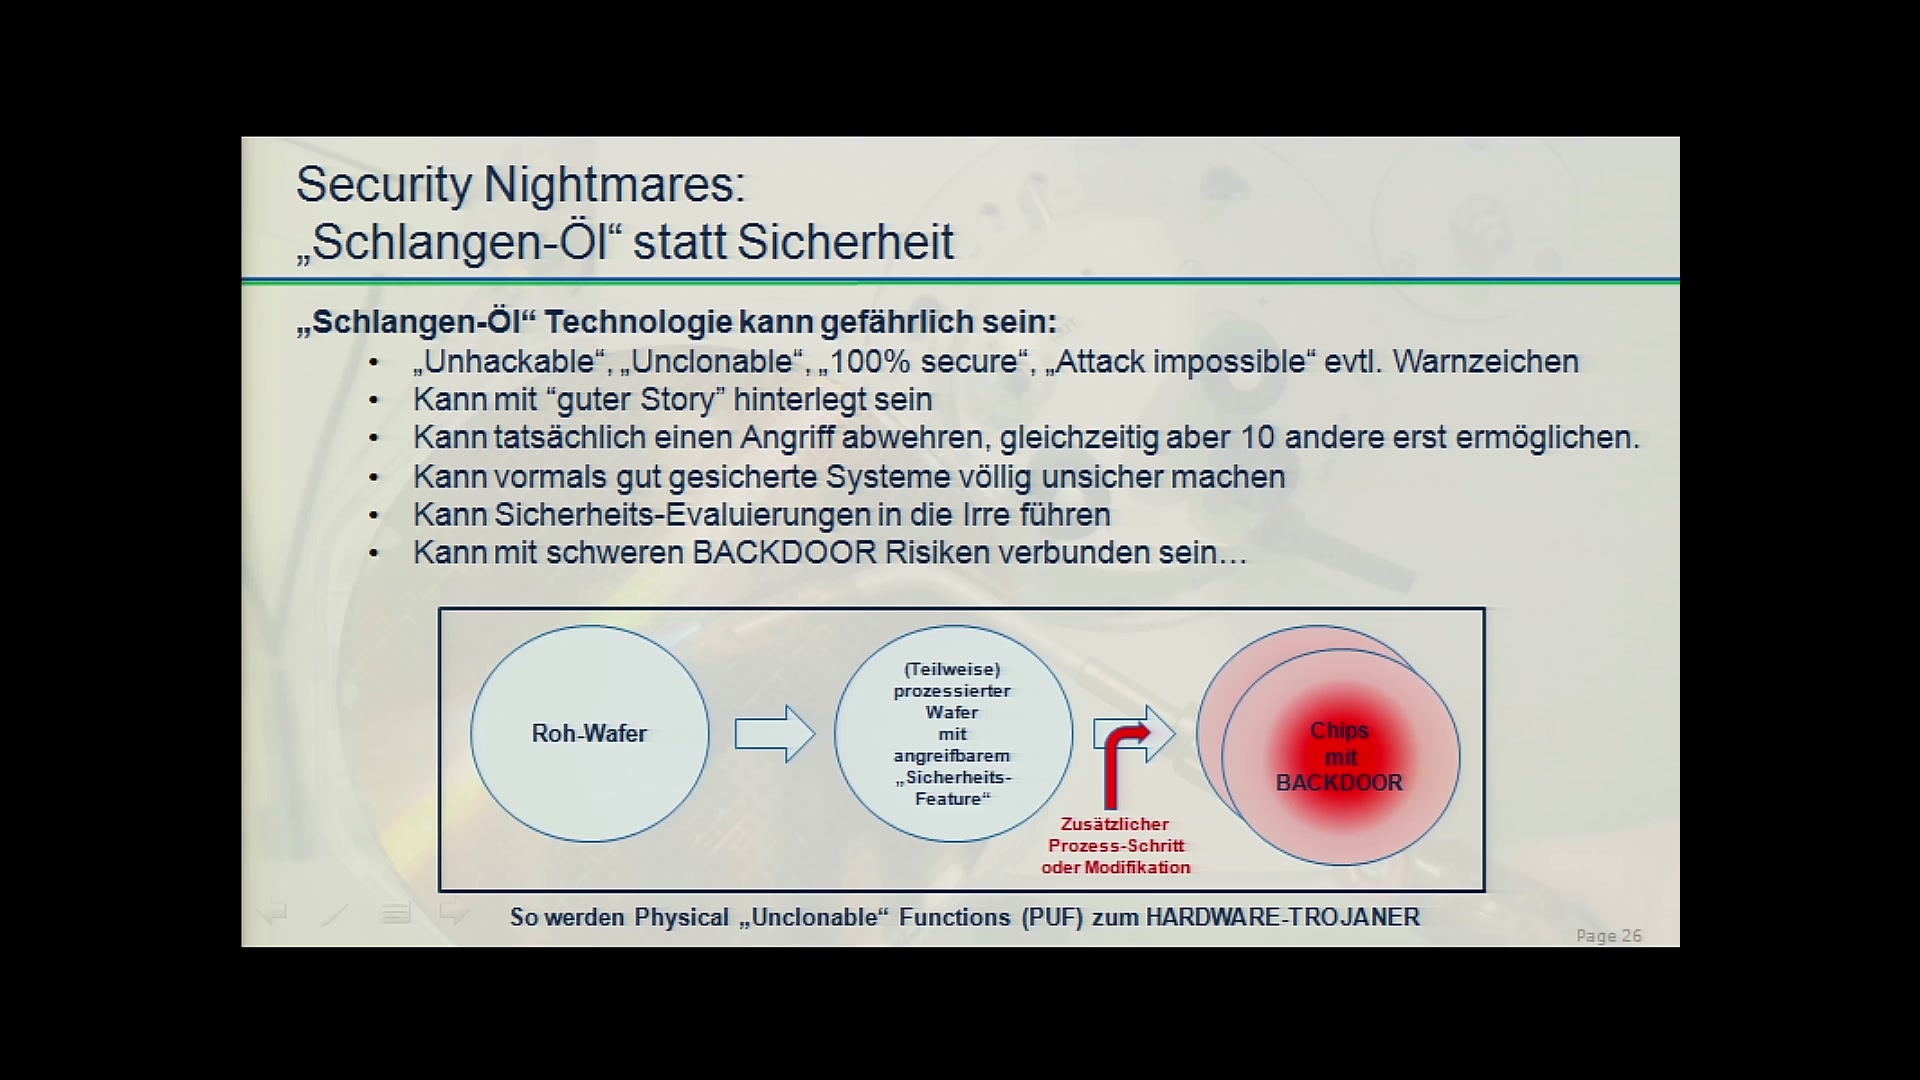 Security Nightmares:
„Schlangen-Öl“ statt Sicherheit
„Schlangen-Öl“ Technologie kann gefährlich sein:
• „Unhackable“, „Unclonable“, „100% secure“, „Attack impossible“ evtl. Warnzeichen
• Kann mit “guter Story” hinterlegt sein
• Kann tatsächlich einen Angriff abwehren, gleichzeitig aber 10 andere erst ermöglichen.
• Kann vormals gut gesicherte Systeme völlig unsicher machen
• Kann Sicherheits-Evaluierungen in die Irre führen
• Kann mit schweren BACKDOOR Risiken verbunden sein…
Roh-Wafer
(Teilweise)
prozessierter
Wafer
mit
angreifbarem
„Sicherheits-
Feature“
Zusätzlicher
Prozess-Schritt
oder Modifikation
Chips
mit
BACKDOOR
So werden Physical „Unclonable“ Functions (PUF) zum HARDWARE-TROJANER
Page 26